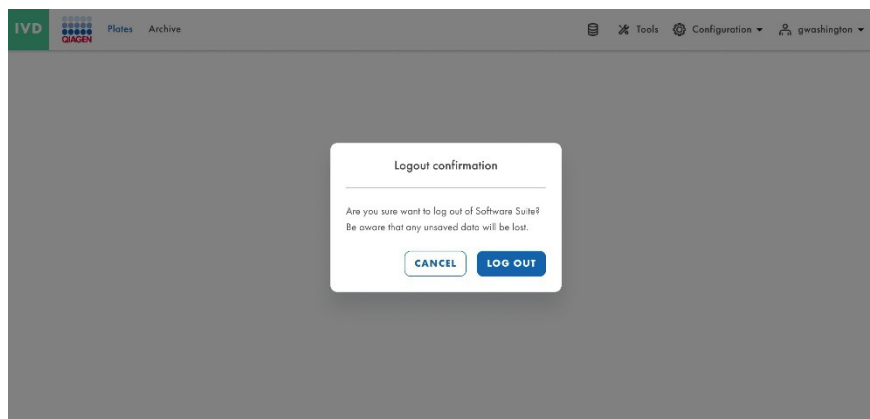 IVD QIAGEN Plates Archive Tools Configuration gwashington
Logout confirmation
Are you sure want to log out of Software Suite?
Be aware that any unsaved data will be lost.
CANCEL LOG OUT